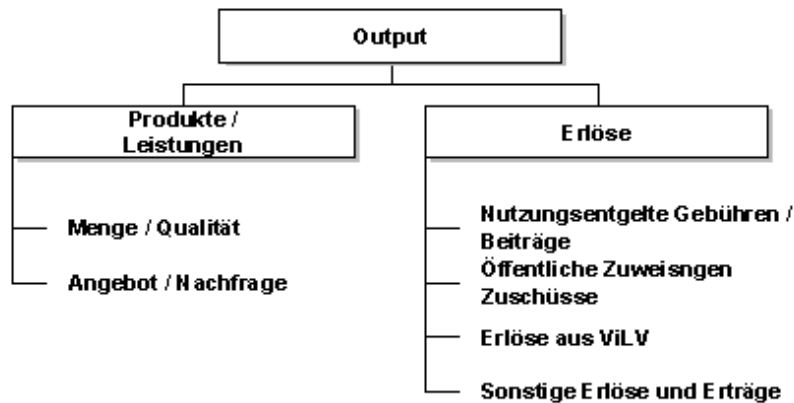 Output
Produkte /
Leistungen
Menge / Qualität
Angebot / Nachfrage
Erlöse
Nutzungsentgelte Gebühren /
Beiträge
Öffentliche Zuweisngen
Zuschüsse
Erlöse aus ViLV
Sonstige Erlöse und Erträge